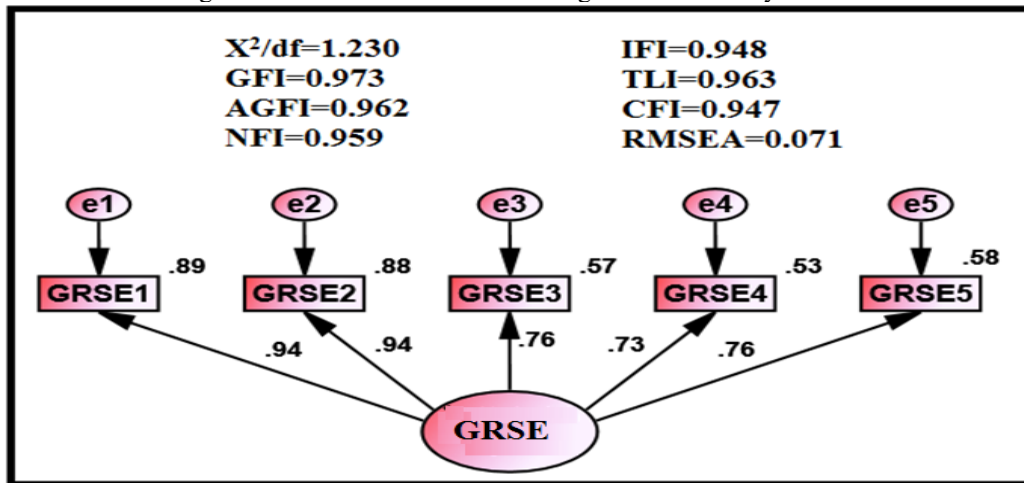 X²/df=1.230
GFI=0.973
AGFI=0.962
NFI=0.959
IFI=0.948
TLI=0.963
CFI=0.947
RMSEA=0.071
e1 e2 e3 e4 e5
.89 .88 .57 .53 .58
GRSE1 GRSE2 GRSE3 GRSE4 GRSE5
.94 .94 .76 .73 .76
GRSE